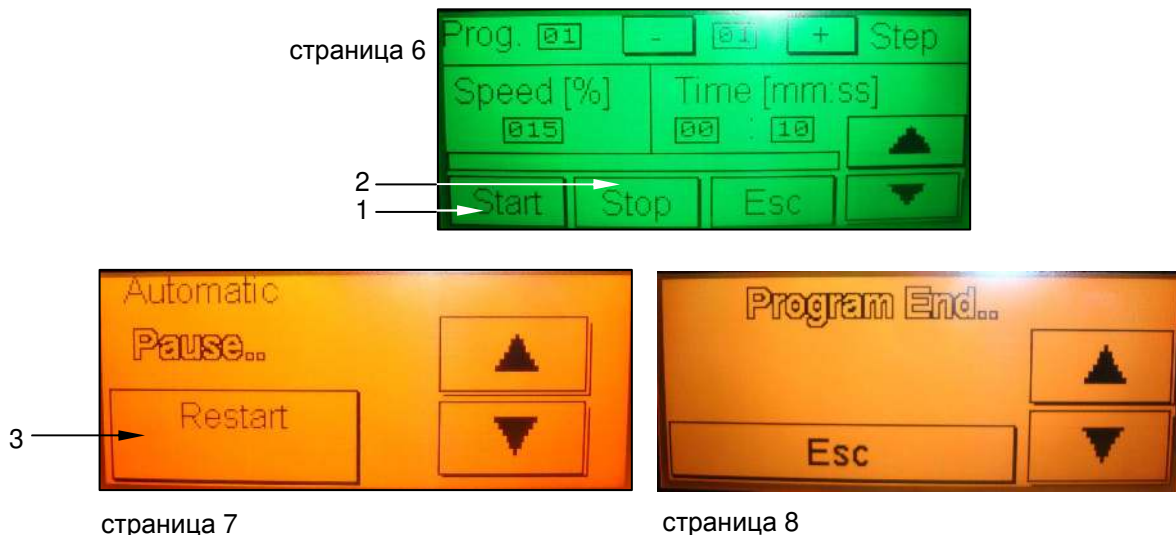 страница 6
Prog. 01 - 01 + Step
Speed [%] Time [mm:ss]
015 00 : 10
2
1
Start Stop Esc
Automatic
Pause..
Restart
3
Program End..
Esc
страница 7
страница 8